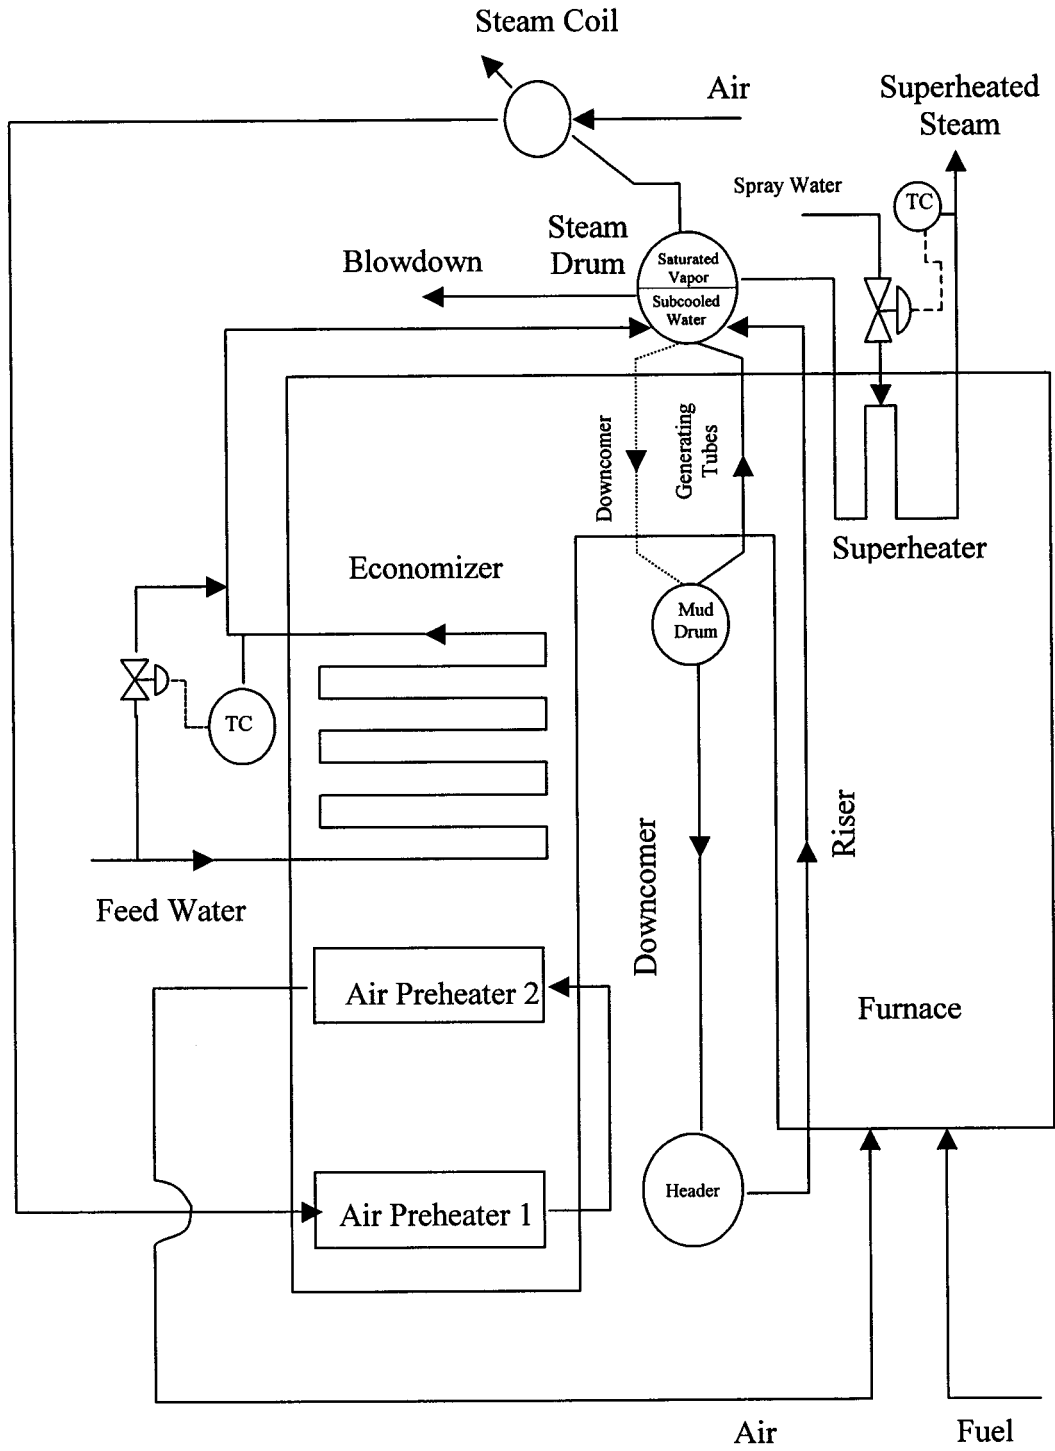 Steam Coil
Air
Superheated
Steam
Spray Water
TC
Steam
Drum
Blowdown
Saturated
Vapor
Subcooled
Water
Downcomer
Generating
Tubes
Superheater
Economizer
Mud
Drum
TC
Riser
Downcomer
Feed Water
Air Preheater 2
Furnace
Header
Air Preheater 1
Air
Fuel